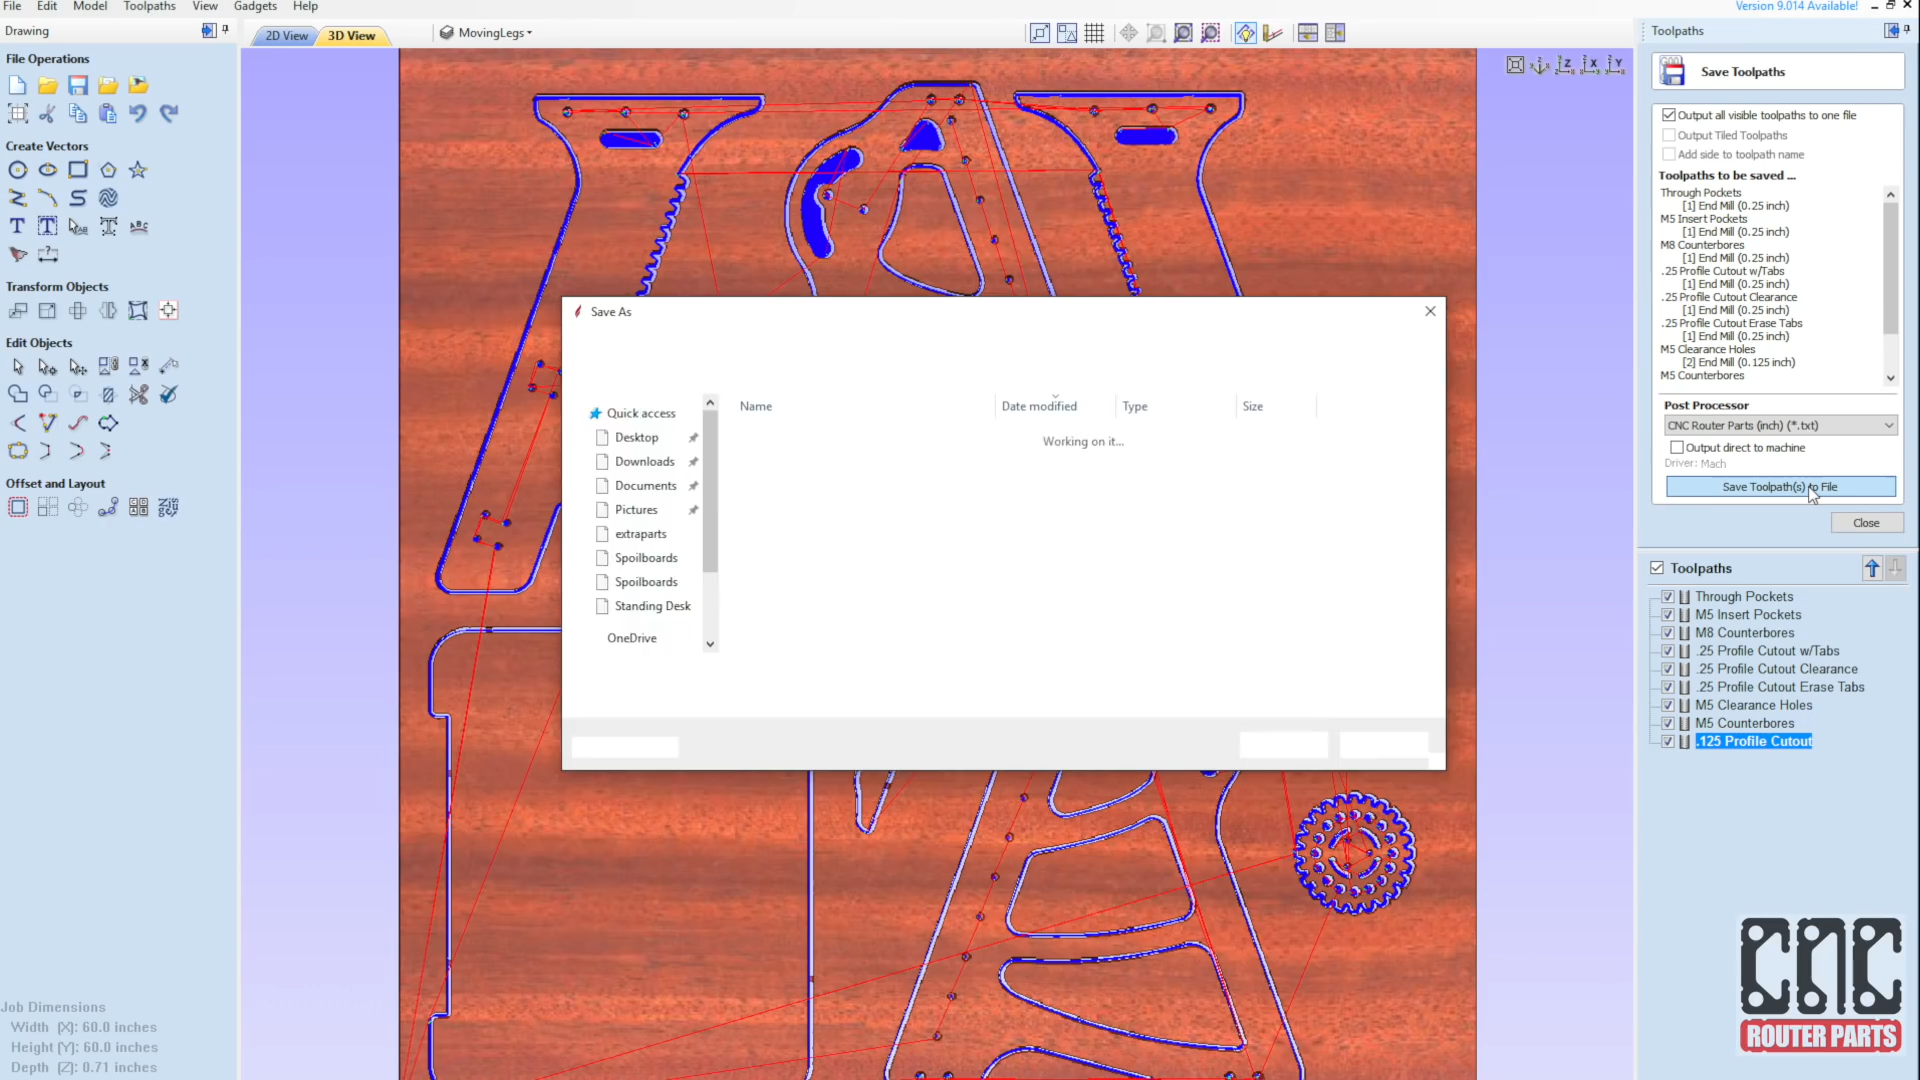 File Edit Model Toolpaths View Gadgets Help
Version 9.014 Available!
Drawing
2D View 3D View
MovingLegs
Toolpaths
File Operations
Create Vectors
Transform Objects
Edit Objects
Offset and Layout
Job Dimensions
Width (X): 60.0 inches
Height (Y): 60.0 inches
Depth (Z): 0.71 inches
Z X Y
Save As
Quick access
Desktop
Downloads
Documents
Pictures
extraparts
Spoilboards
Spoilboards
Standing Desk
OneDrive
Name Date modified Type Size
Working on it...
Save Toolpaths
Output all visible toolpaths to one file
Output Tiled Toolpaths
Add side to toolpath name
Toolpaths to be saved ...
Through Pockets
[1] End Mill (0.25 inch)
M5 Insert Pockets
[1] End Mill (0.25 inch)
M8 Counterbores
[1] End Mill (0.25 inch)
.25 Profile Cutout w/Tabs
[1] End Mill (0.25 inch)
.25 Profile Cutout Clearance
[1] End Mill (0.25 inch)
.25 Profile Cutout Erase Tabs
[1] End Mill (0.25 inch)
M5 Clearance Holes
[2] End Mill (0.125 inch)
M5 Counterbores
Post Processor
CNC Router Parts (inch) (*.txt)
Output direct to machine
Driver: Mach
Save Toolpath(s) to File
Close
Toolpaths
Through Pockets
M5 Insert Pockets
M8 Counterbores
.25 Profile Cutout w/Tabs
.25 Profile Cutout Clearance
.25 Profile Cutout Erase Tabs
M5 Clearance Holes
M5 Counterbores
.125 Profile Cutout
CNC
ROUTER PARTS